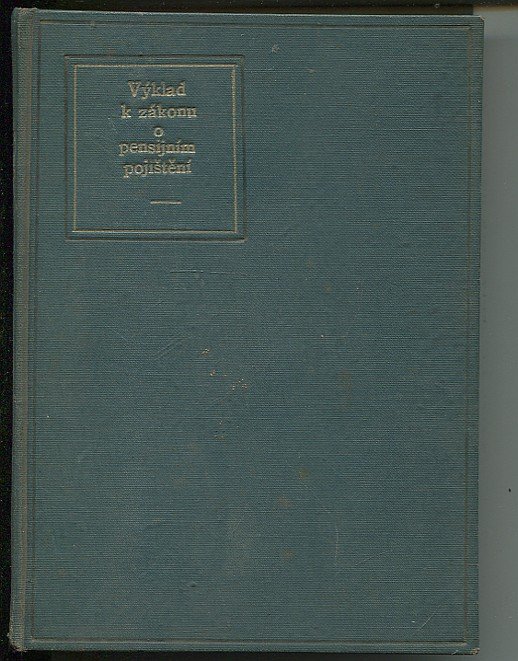 Výklad
k zákonu
o
pensijním
pojištění